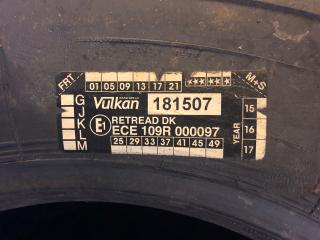 FRT
01 05 09 13 17 21
M+S
G
J
K
L
M
Vulkan
181507
E1
RETREAD DK
ECE 109R 000097
25 29 33 37 41 45 49
YEAR
15
16
17